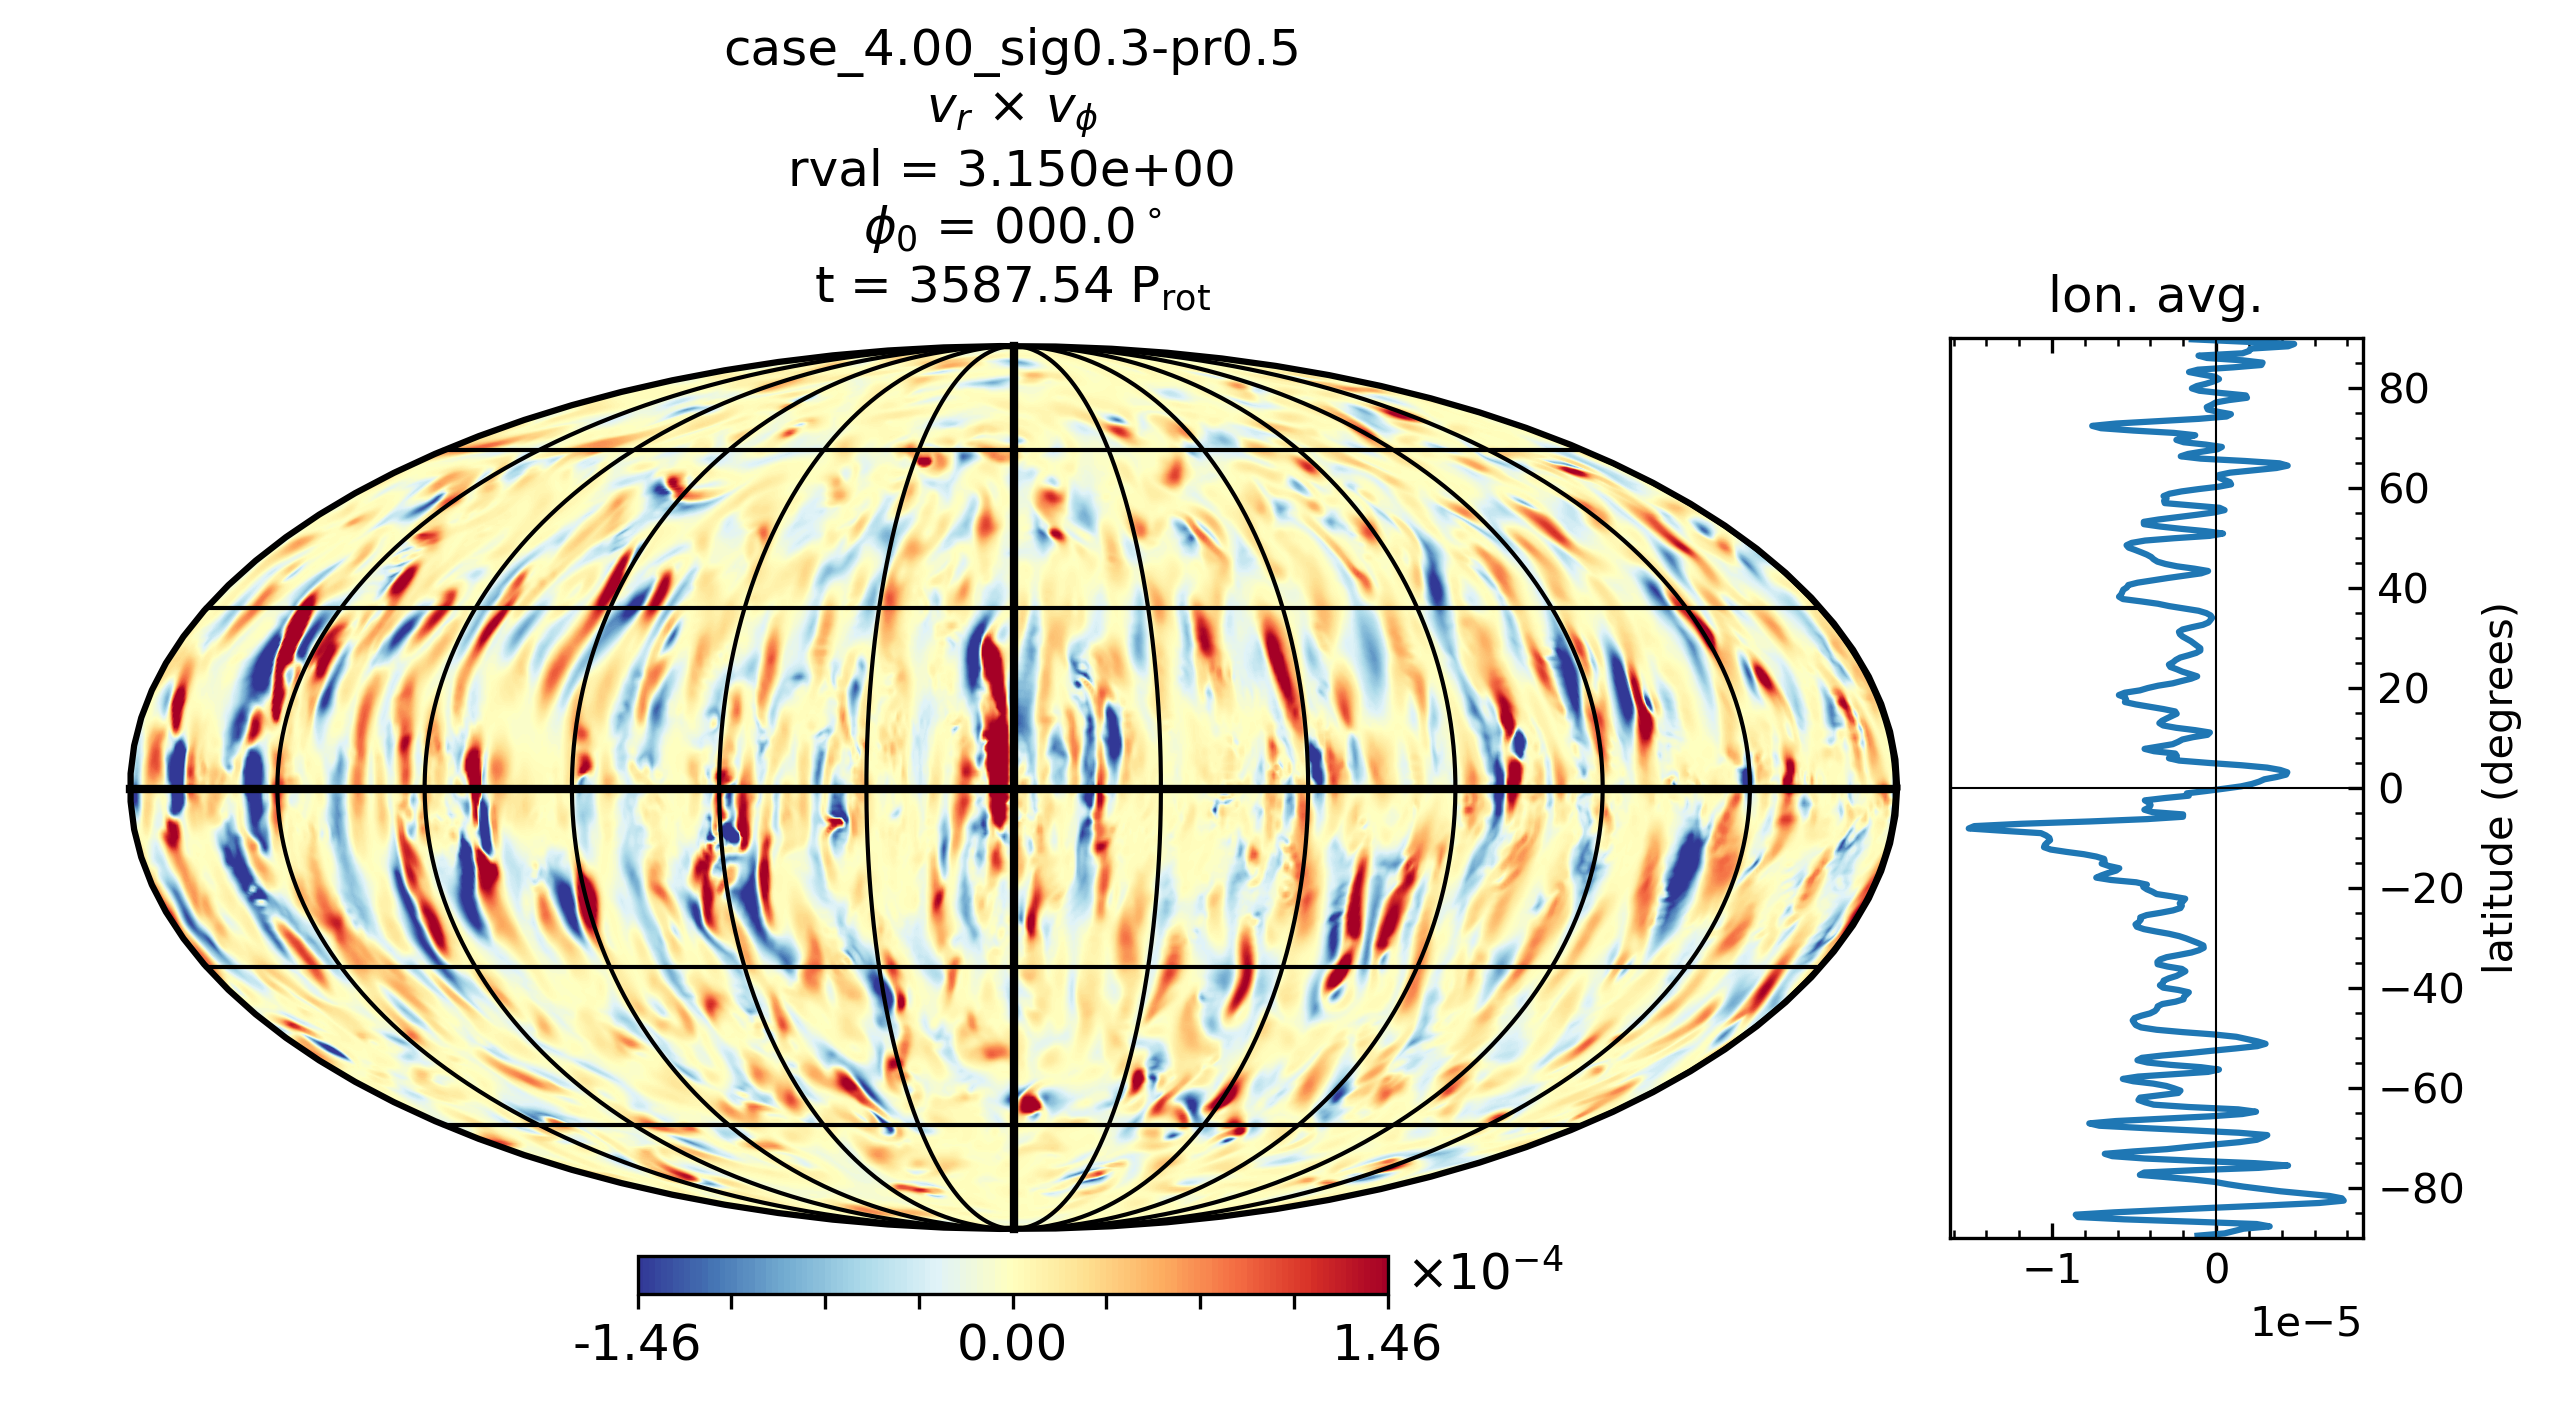 case_4.00_sig0.3-pr0.5
v_r × v_ϕ
rval = 3.150e+00
ϕ_0 = 000.0°
t = 3587.54 P_rot
lon. avg.
80
60
40
20
0
−20
−40
−60
−80
latitude (degrees)
−1 0
1e−5
×10^−4
-1.46 0.00 1.46